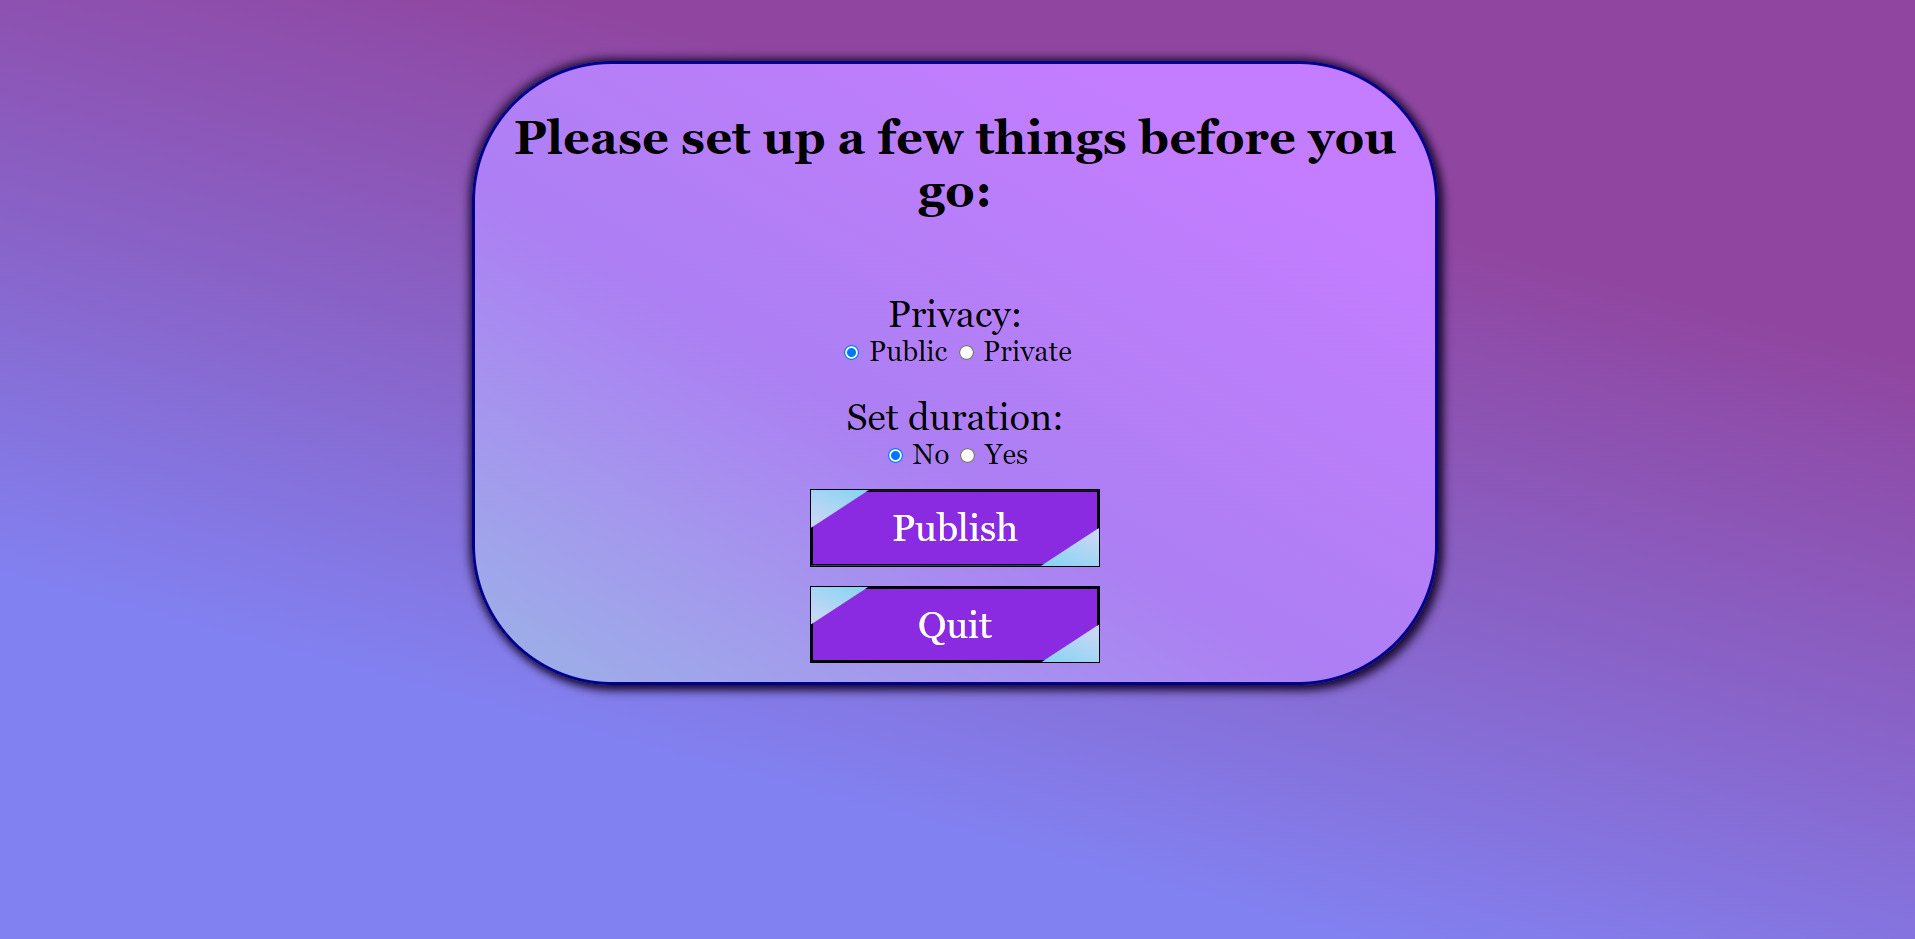 Please set up a few things before you
go:
Privacy:
Public Private
Set duration:
No Yes
Publish
Quit